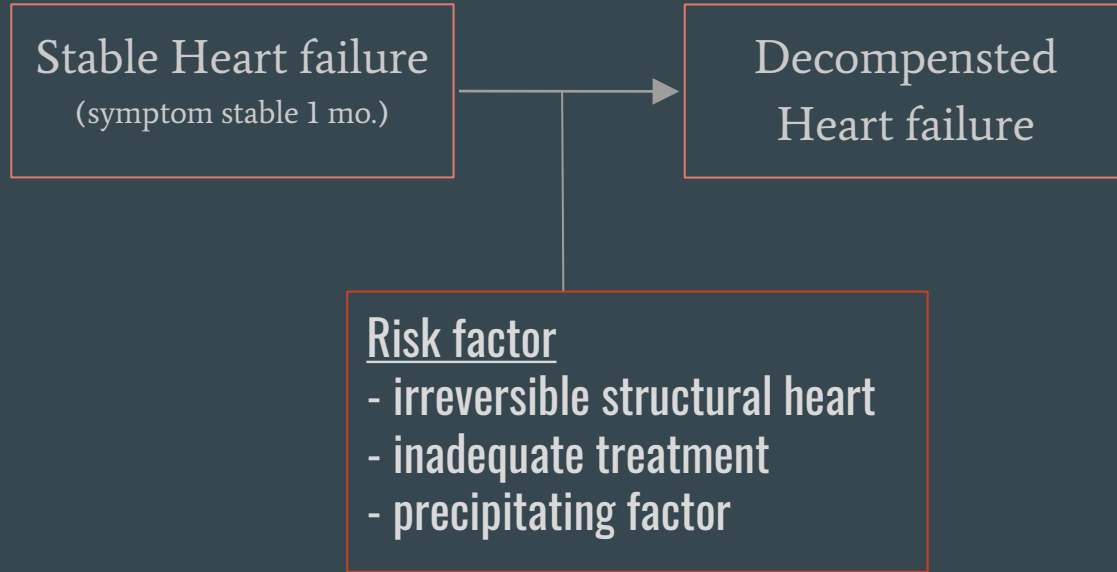 Stable Heart failure
(symptom stable 1 mo.)
Decompensted
Heart failure
Risk factor
- irreversible structural heart
- inadequate treatment
- precipitating factor